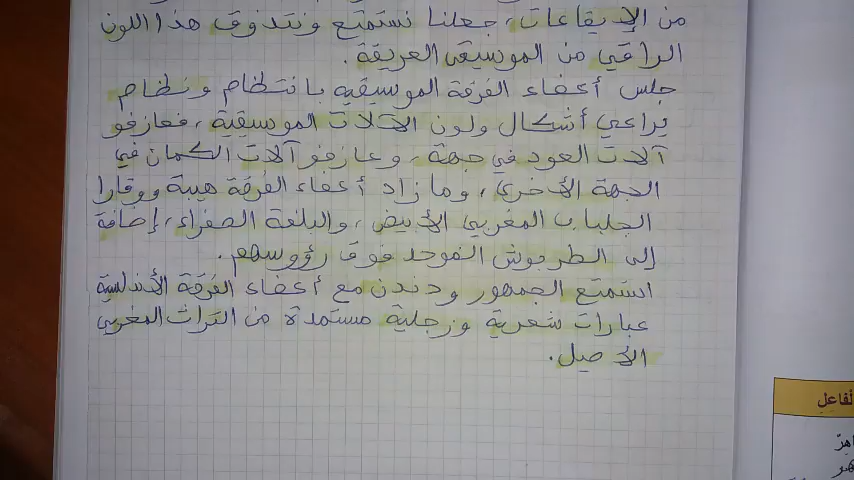 من الإيقاعات، جعلنا نستمتع ونتذوق هذا اللون
الراقي من الموسيقى العريقة.
جلس أعضاء الفرقة الموسيقية بانتظام ونظام
يراعي أشكال ولون الآلات الموسيقية، فعازفو
آلات العود في جهة، وعازفو آلات الكمان في
الجهة الأخرى، وما زاد أعضاء الفرقة هيبة ووقارا
الجلباب المغربي الأبيض، والبلغة الصفراء، إضافة
إلى الطربوش الموحد فوق رؤوسهم.
استمتع الجمهور ودندن مع أعضاء الفرقة الأندلسية
عبارات شعرية وزجلية مستمدة من التراث المغربي
الأصيل.
لفاعل